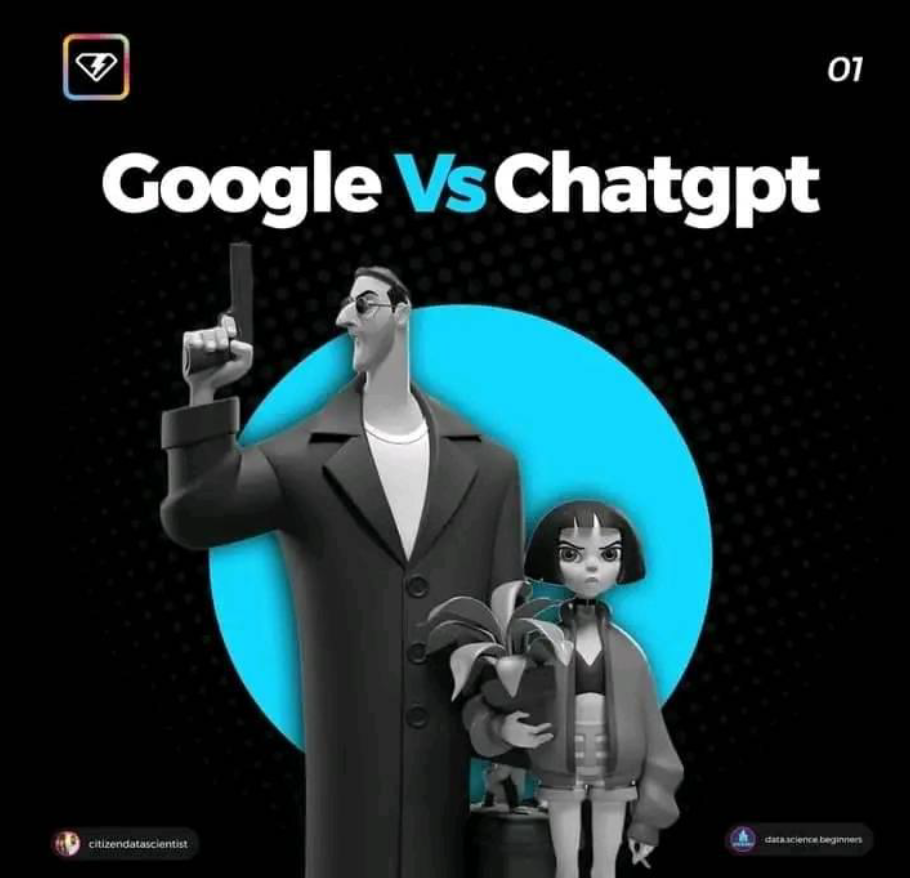 01
Google Vs Chatgpt
citizendatascientist
data.science.beginners